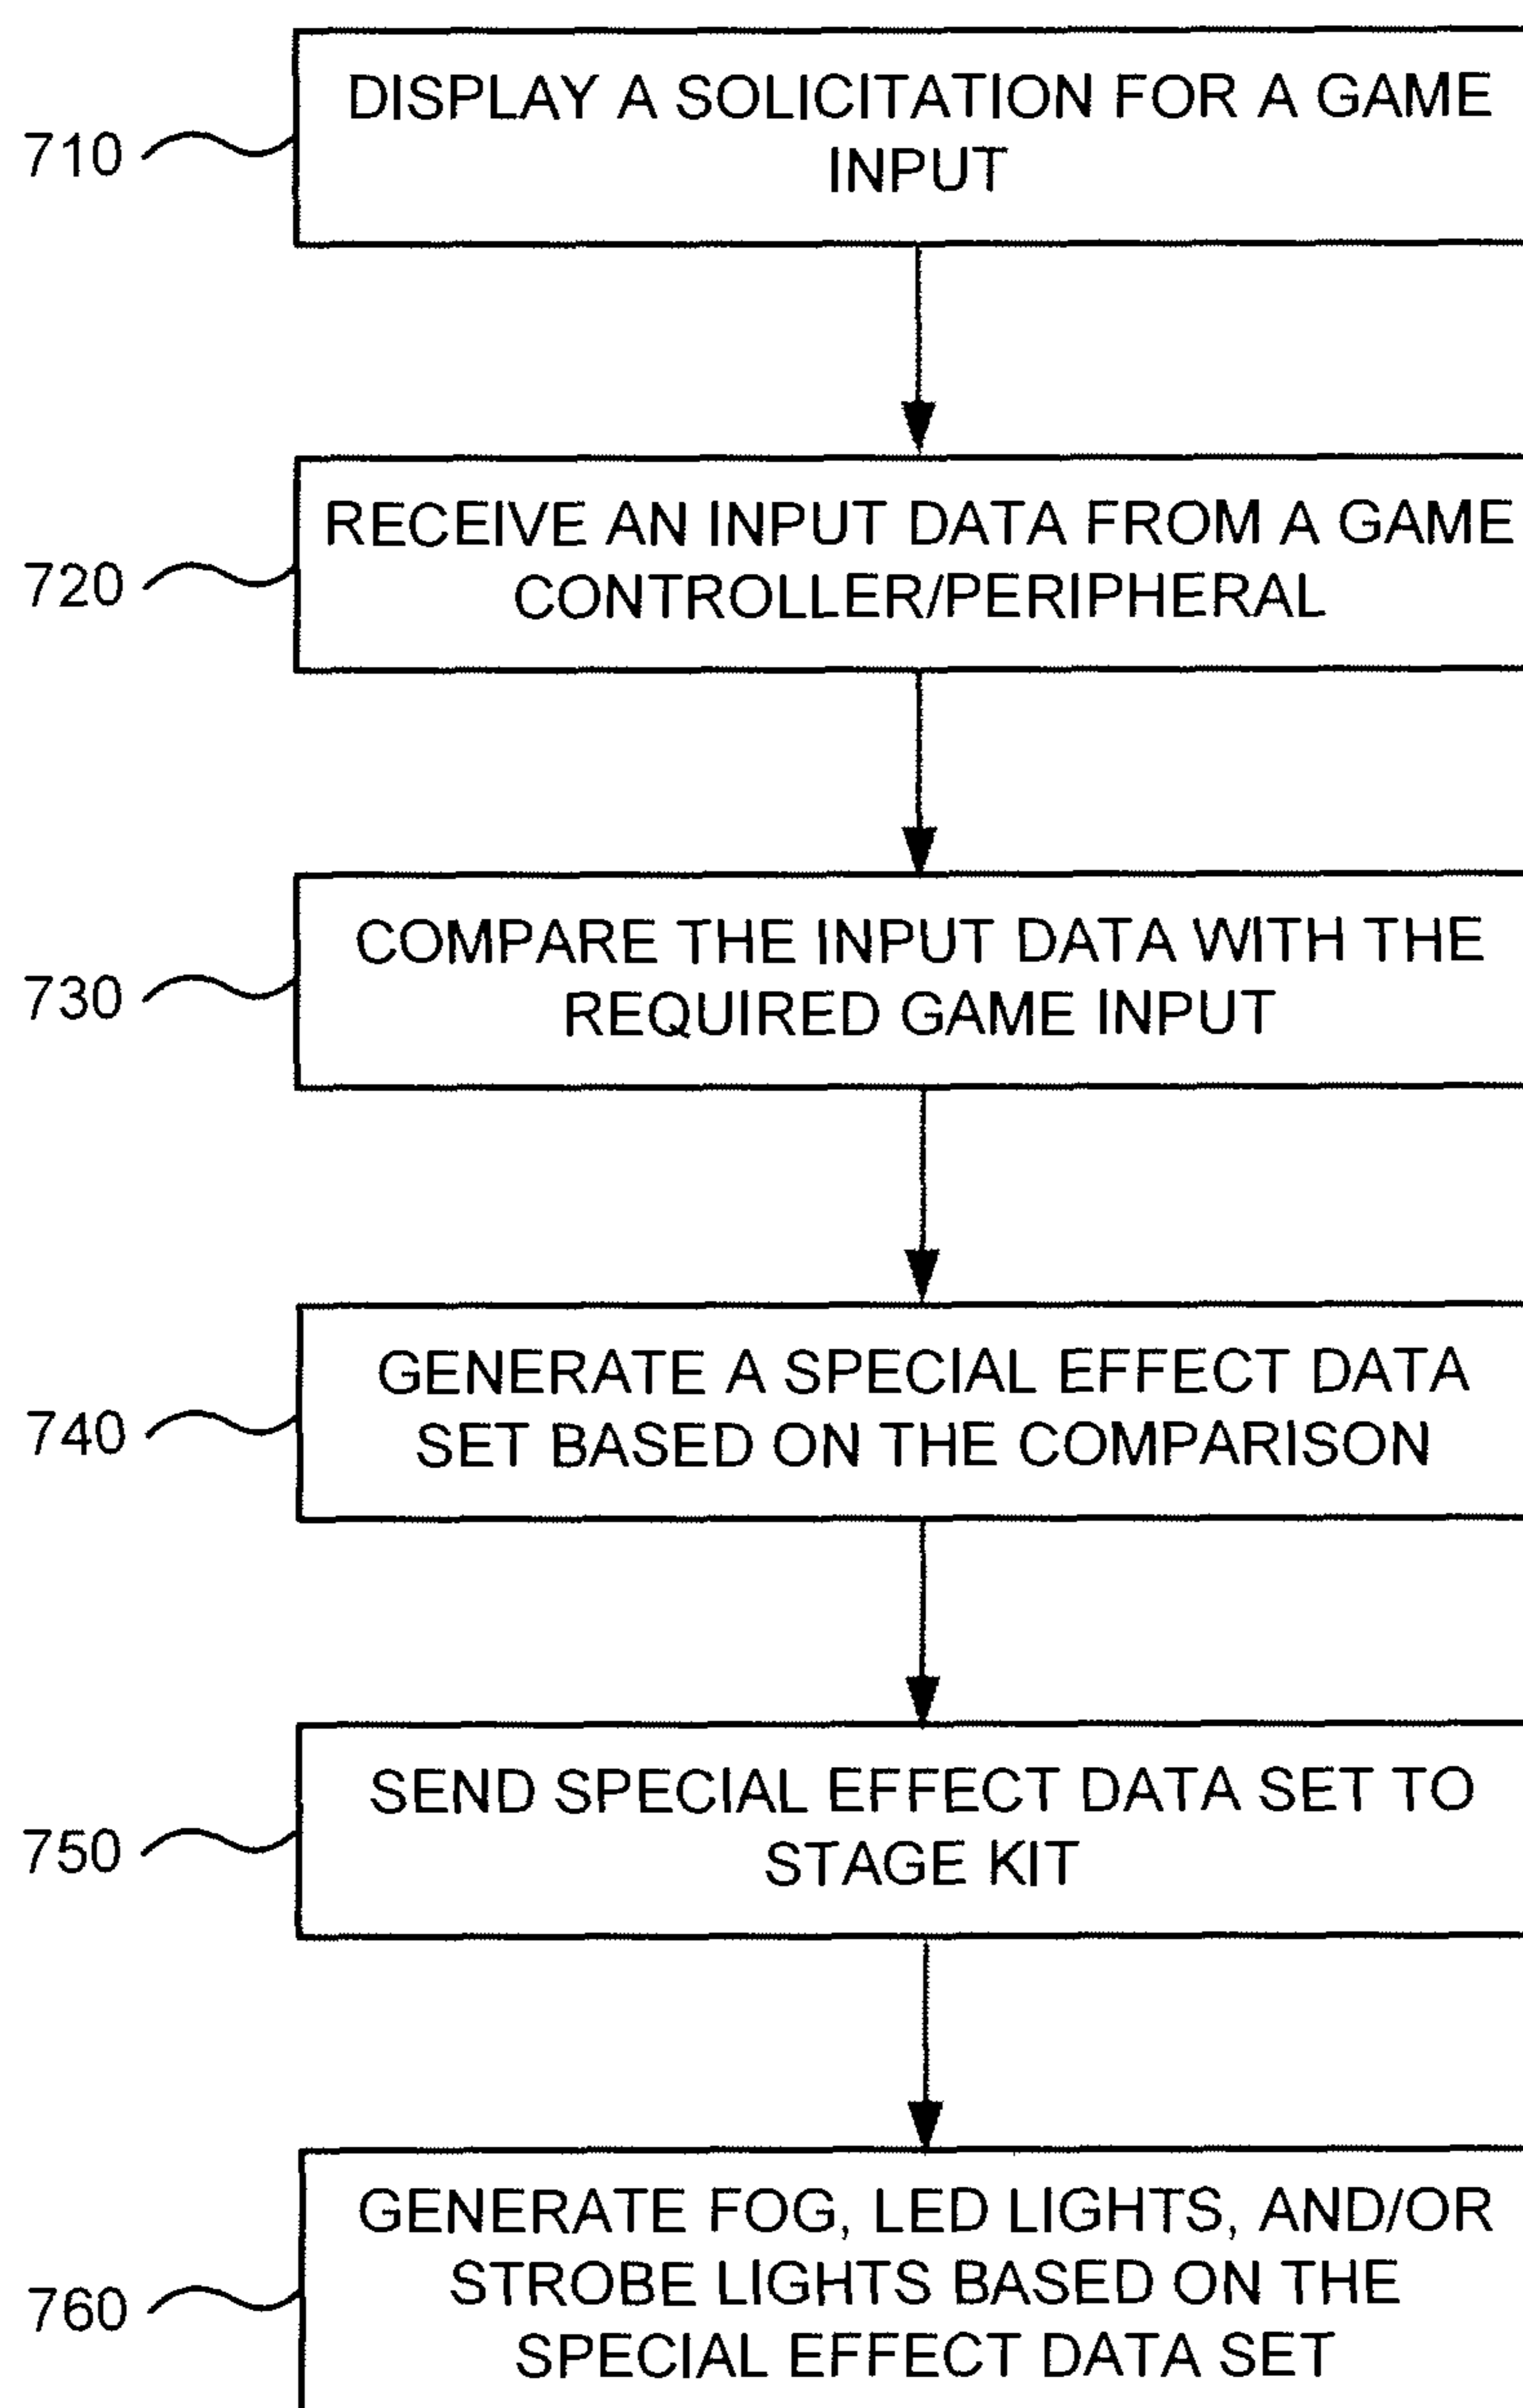 710
DISPLAY A SOLICITATION FOR A GAME
INPUT
720
RECEIVE AN INPUT DATA FROM A GAME
CONTROLLER/PERIPHERAL
730
COMPARE THE INPUT DATA WITH THE
REQUIRED GAME INPUT
740
GENERATE A SPECIAL EFFECT DATA
SET BASED ON THE COMPARISON
750
SEND SPECIAL EFFECT DATA SET TO
STAGE KIT
760
GENERATE FOG, LED LIGHTS, AND/OR
STROBE LIGHTS BASED ON THE
SPECIAL EFFECT DATA SET